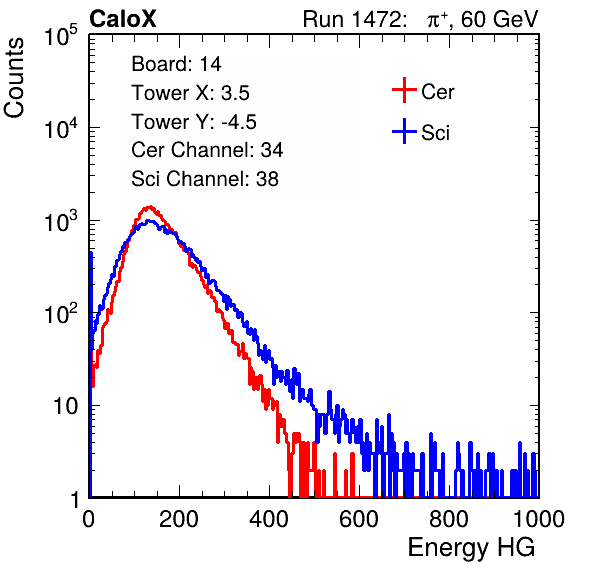 CaloX Run 1472: π⁺, 60 GeV
Board: 14
Tower X: 3.5
Tower Y: -4.5
Cer Channel: 34
Sci Channel: 38
Cer
Sci
Counts
10⁵
10⁴
10³
10²
10
1
0 200 400 600 800 1000
Energy HG